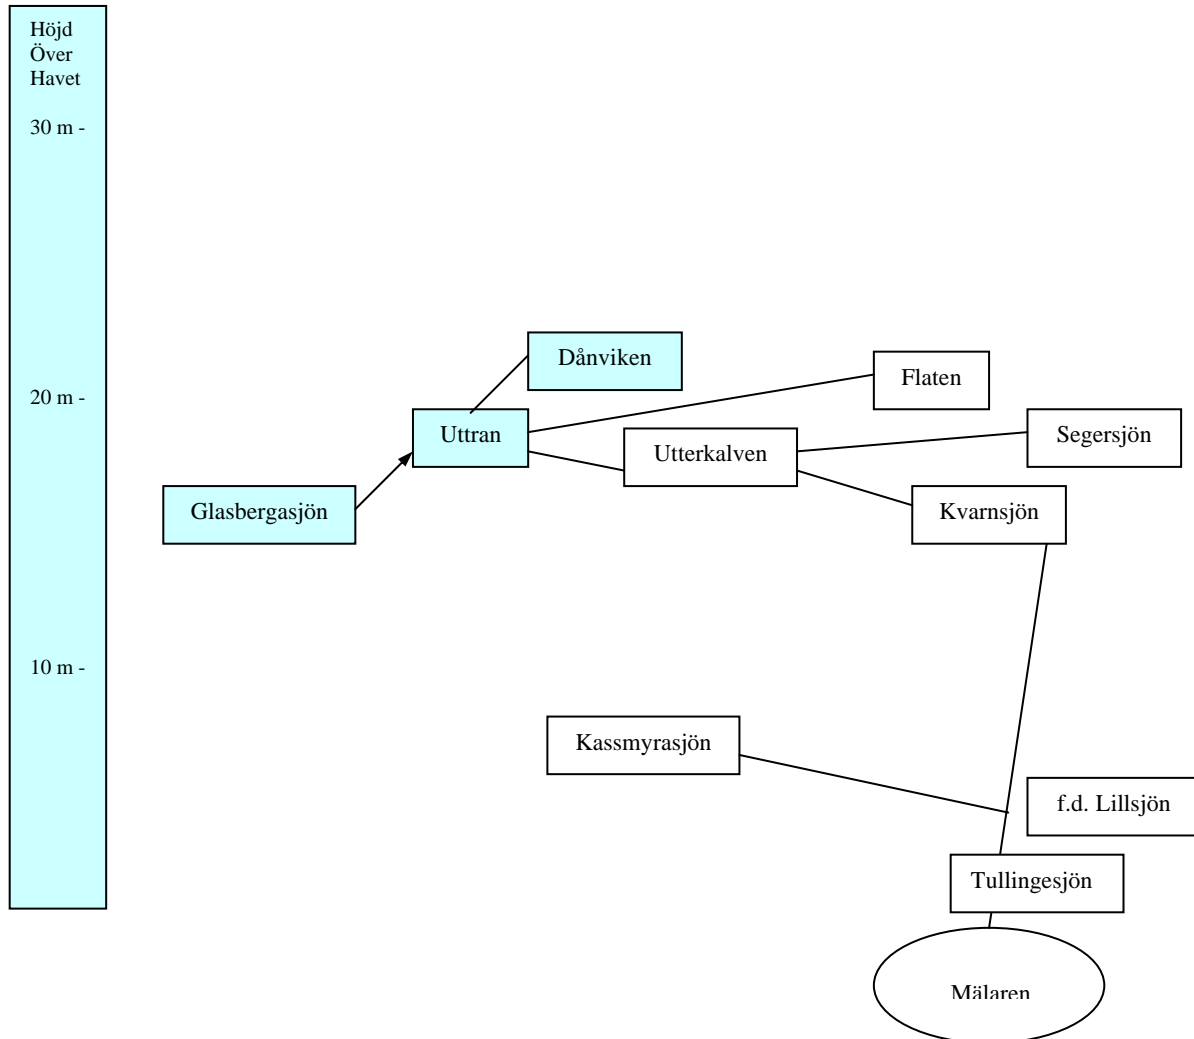 Höjd
Över
Havet
30 m -
Dånviken
Flaten
20 m -
Uttran
Utterkalven
Segersjön
Glasbergasjön
Kvarnsjön
10 m -
Kassmyrasjön
f.d. Lillsjön
Tullingesjön
Mälaren